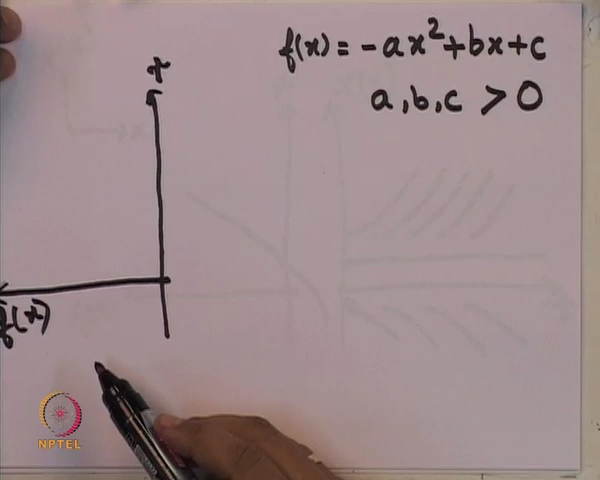 f(x) = -ax²+bx+c
a,b,c > 0
x
f(x)
NPTEL